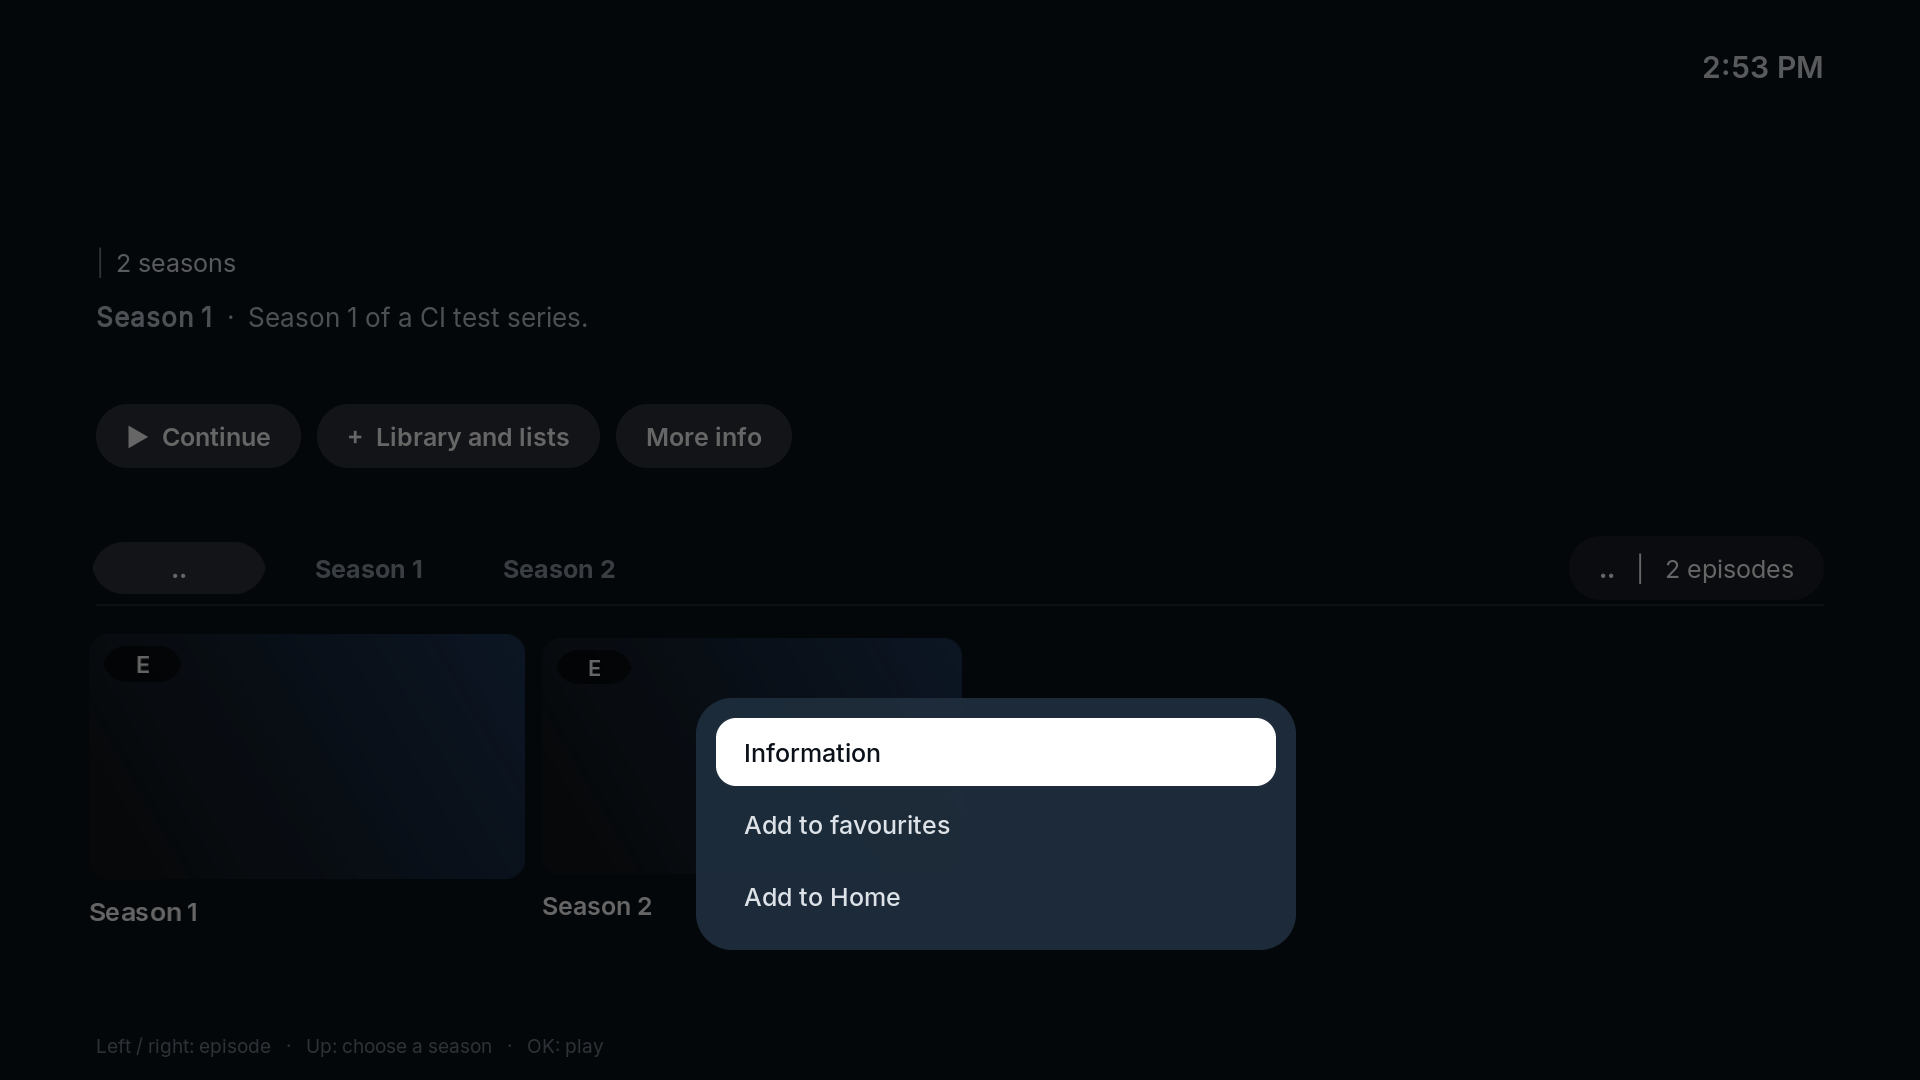 2:53 PM
| 2 seasons
Season 1 · Season 1 of a CI test series.
▶ Continue
+ Library and lists
More info
..
Season 1
Season 2
.. | 2 episodes
E
E
Information
Add to favourites
Add to Home
Season 1
Season 2
Left / right: episode · Up: choose a season · OK: play